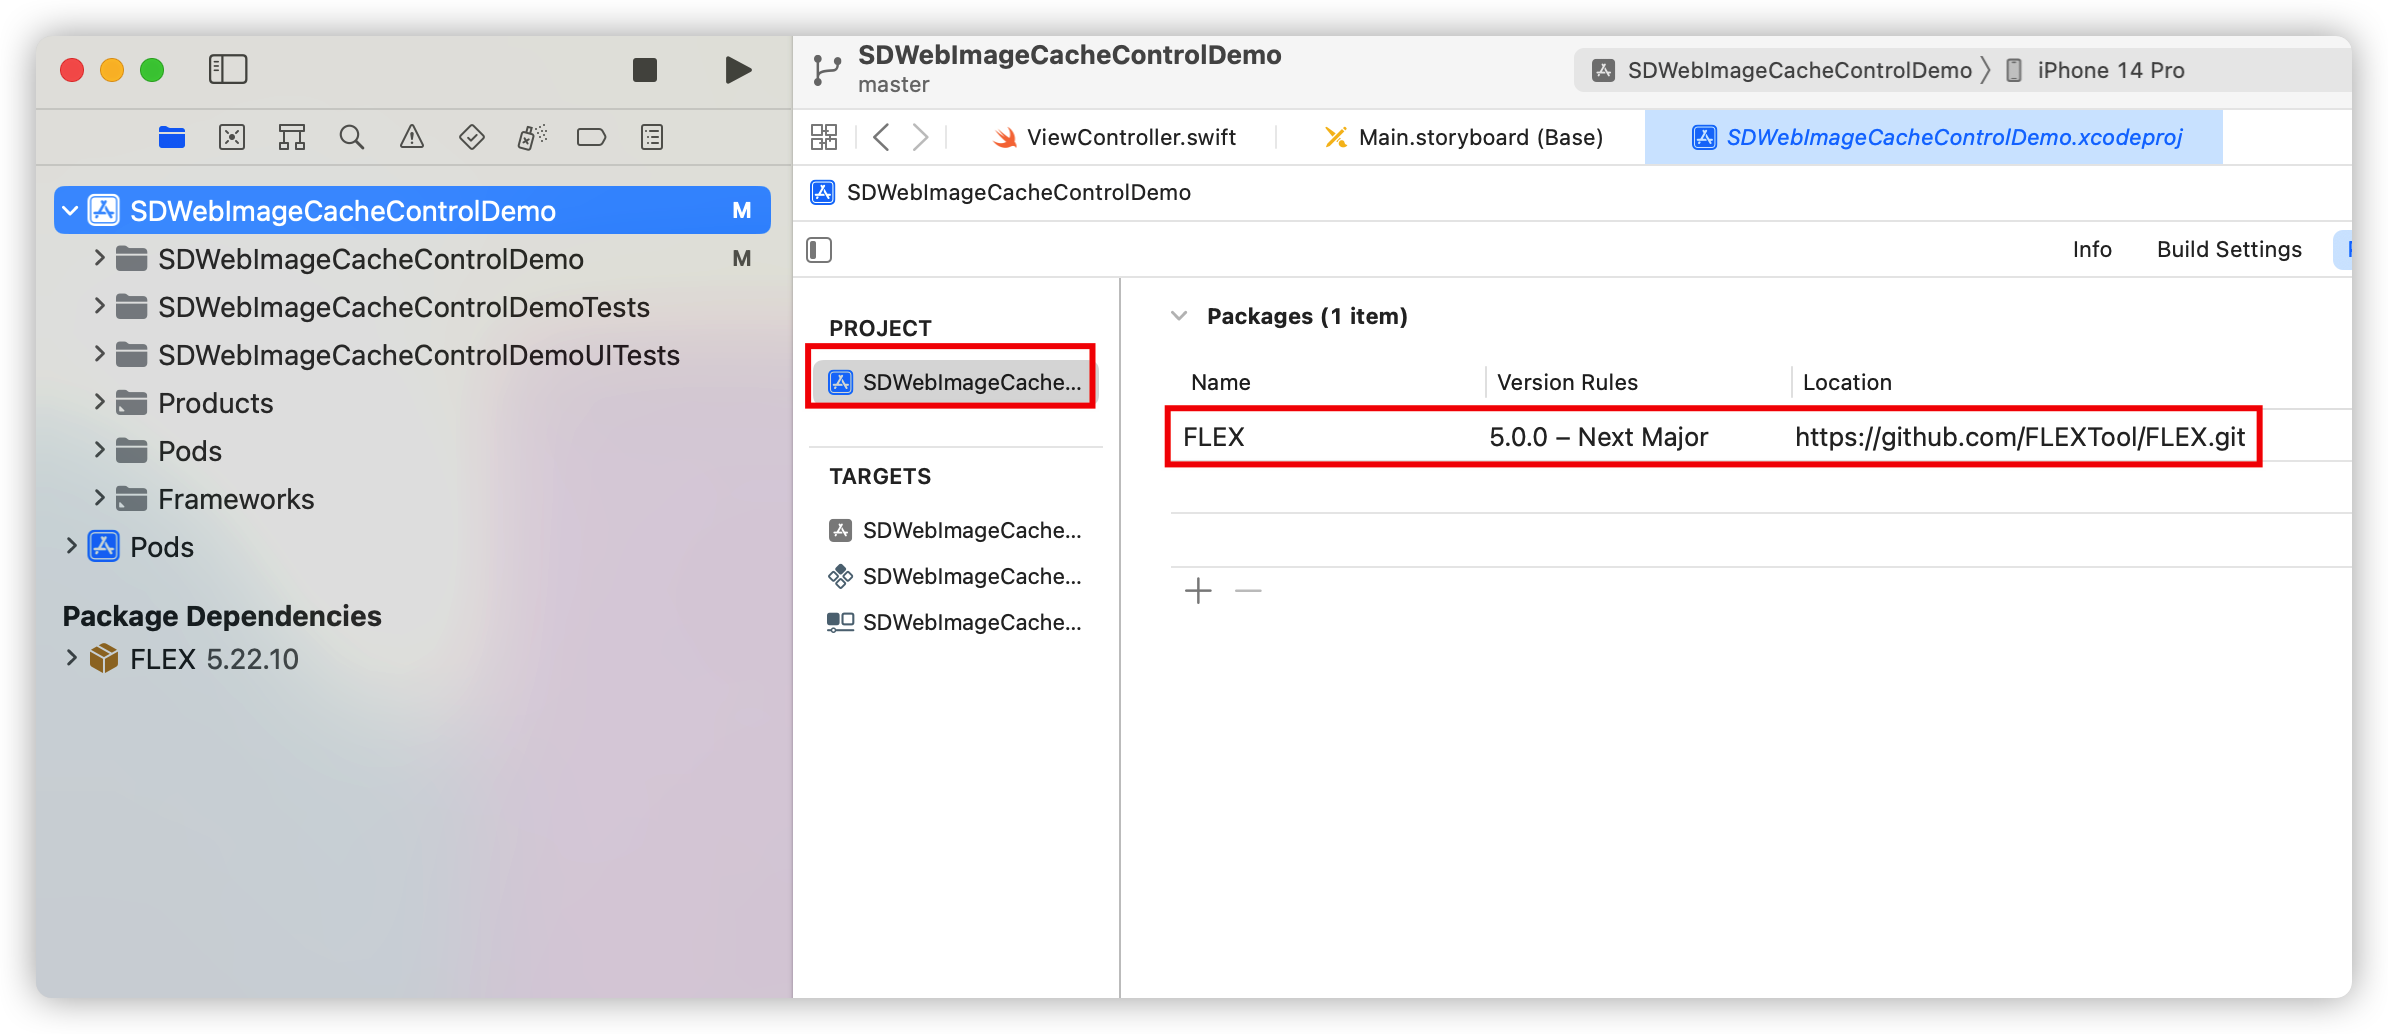 SDWebImageCacheControlDemo
master
SDWebImageCacheControlDemo
iPhone 14 Pro
ViewController.swift
Main.storyboard (Base)
SDWebImageCacheControlDemo.xcodeproj
SDWebImageCacheControlDemo
SDWebImageCacheControlDemo M
SDWebImageCacheControlDemo M
SDWebImageCacheControlDemoTests
SDWebImageCacheControlDemoUITests
Products
Pods
Frameworks
Pods
Package Dependencies
FLEX 5.22.10
Info
Build Settings
PROJECT
SDWebImageCache...
TARGETS
SDWebImageCache...
SDWebImageCache...
SDWebImageCache...
Packages (1 item)
Name Version Rules Location
FLEX 5.0.0 – Next Major https://github.com/FLEXTool/FLEX.git